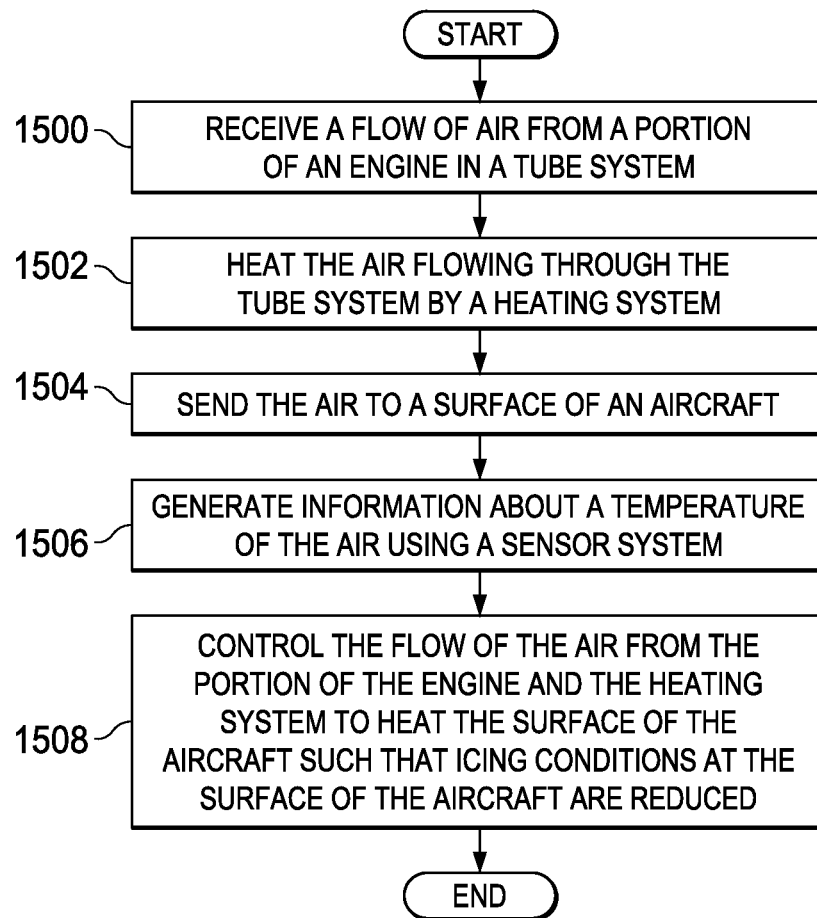 START
1500
RECEIVE A FLOW OF AIR FROM A PORTION
OF AN ENGINE IN A TUBE SYSTEM
1502
HEAT THE AIR FLOWING THROUGH THE
TUBE SYSTEM BY A HEATING SYSTEM
1504
SEND THE AIR TO A SURFACE OF AN AIRCRAFT
1506
GENERATE INFORMATION ABOUT A TEMPERATURE
OF THE AIR USING A SENSOR SYSTEM
1508
CONTROL THE FLOW OF THE AIR FROM THE
PORTION OF THE ENGINE AND THE HEATING
SYSTEM TO HEAT THE SURFACE OF THE
AIRCRAFT SUCH THAT ICING CONDITIONS AT THE
SURFACE OF THE AIRCRAFT ARE REDUCED
END